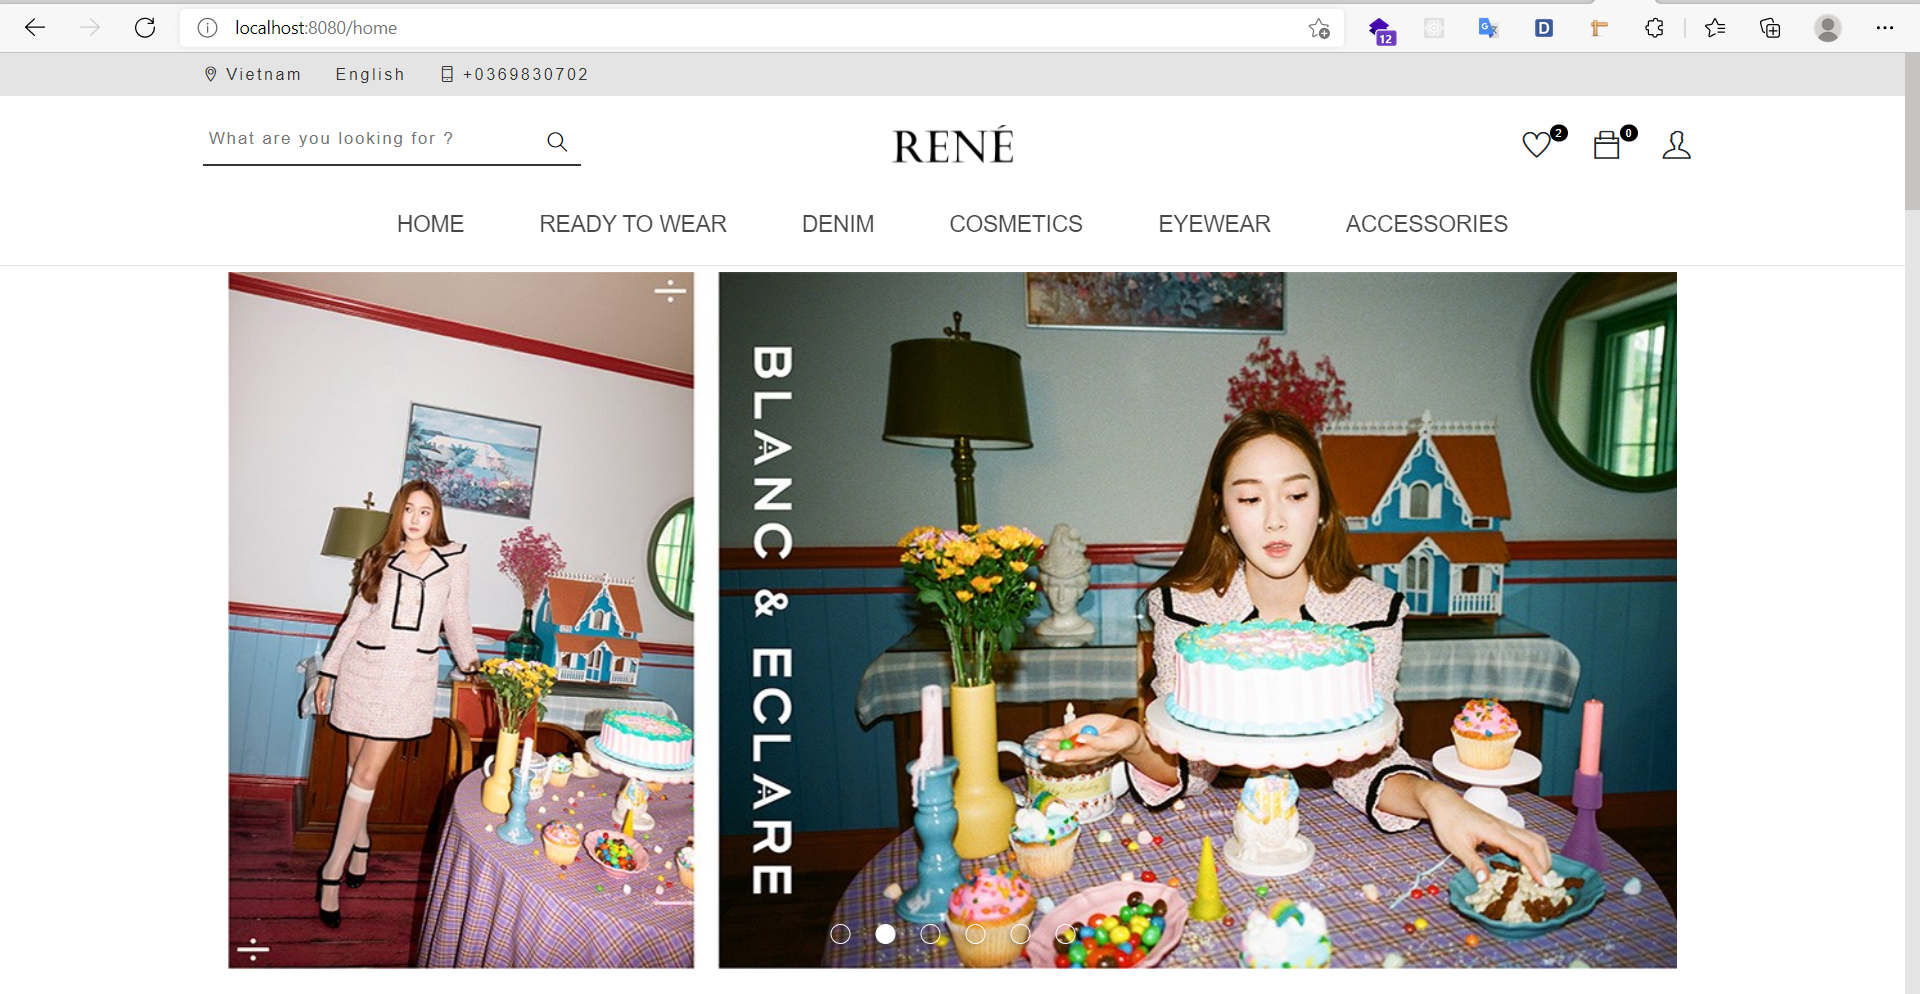 localhost:8080/home
12
D
Vietnam English +0369830702
What are you looking for ?
RENÉ
2
0
HOME READY TO WEAR DENIM COSMETICS EYEWEAR ACCESSORIES
BLANC & ECLARE